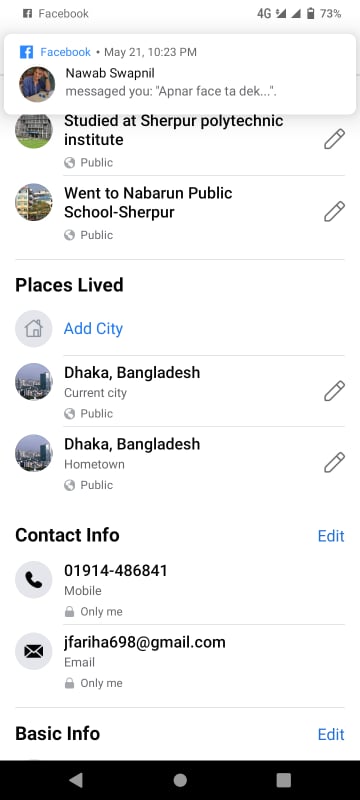 Facebook
4G
73%
Facebook • May 21, 10:23 PM
Nawab Swapnil
messaged you: "Apnar face ta dek...".
Studied at Sherpur polytechnic
institute
Public
Went to Nabarun Public
School-Sherpur
Public
Places Lived
Add City
Dhaka, Bangladesh
Current city
Public
Dhaka, Bangladesh
Hometown
Public
Contact Info
Edit
01914-486841
Mobile
Only me
jfariha698@gmail.com
Email
Only me
Basic Info
Edit